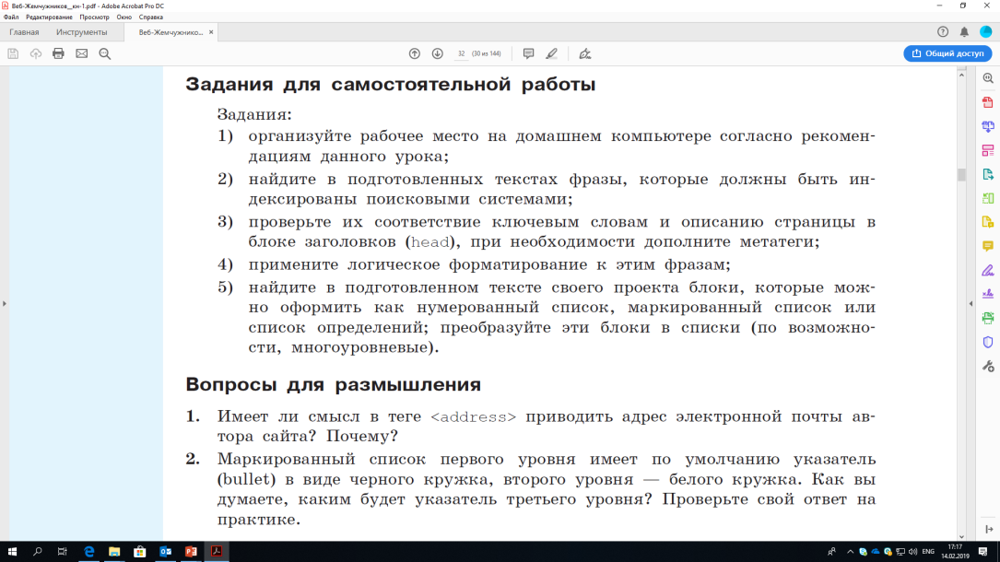 Веб-Жемчужников__кн-1.pdf - Adobe Acrobat Pro DC
Файл Редактирование Просмотр Окно Справка
Главная Инструменты Веб-Жемчужнико... ×
32 (30 из 144) Общий доступ
Задания для самостоятельной работы
Задания:
1) организуйте рабочее место на домашнем компьютере согласно рекомен-
дациям данного урока;
2) найдите в подготовленных текстах фразы, которые должны быть ин-
дексированы поисковыми системами;
3) проверьте их соответствие ключевым словам и описанию страницы в
блоке заголовков (head), при необходимости дополните метатеги;
4) примените логическое форматирование к этим фразам;
5) найдите в подготовленном тексте своего проекта блоки, которые мож-
но оформить как нумерованный список, маркированный список или
список определений; преобразуйте эти блоки в списки (по возможно-
сти, многоуровневые).
Вопросы для размышления
1. Имеет ли смысл в теге <address> приводить адрес электронной почты ав-
тора сайта? Почему?
2. Маркированный список первого уровня имеет по умолчанию указатель
(bullet) в виде черного кружка, второго уровня — белого кружка. Как вы
думаете, каким будет указатель третьего уровня? Проверьте свой ответ на
практике.
ENG
17:17
14.02.2019